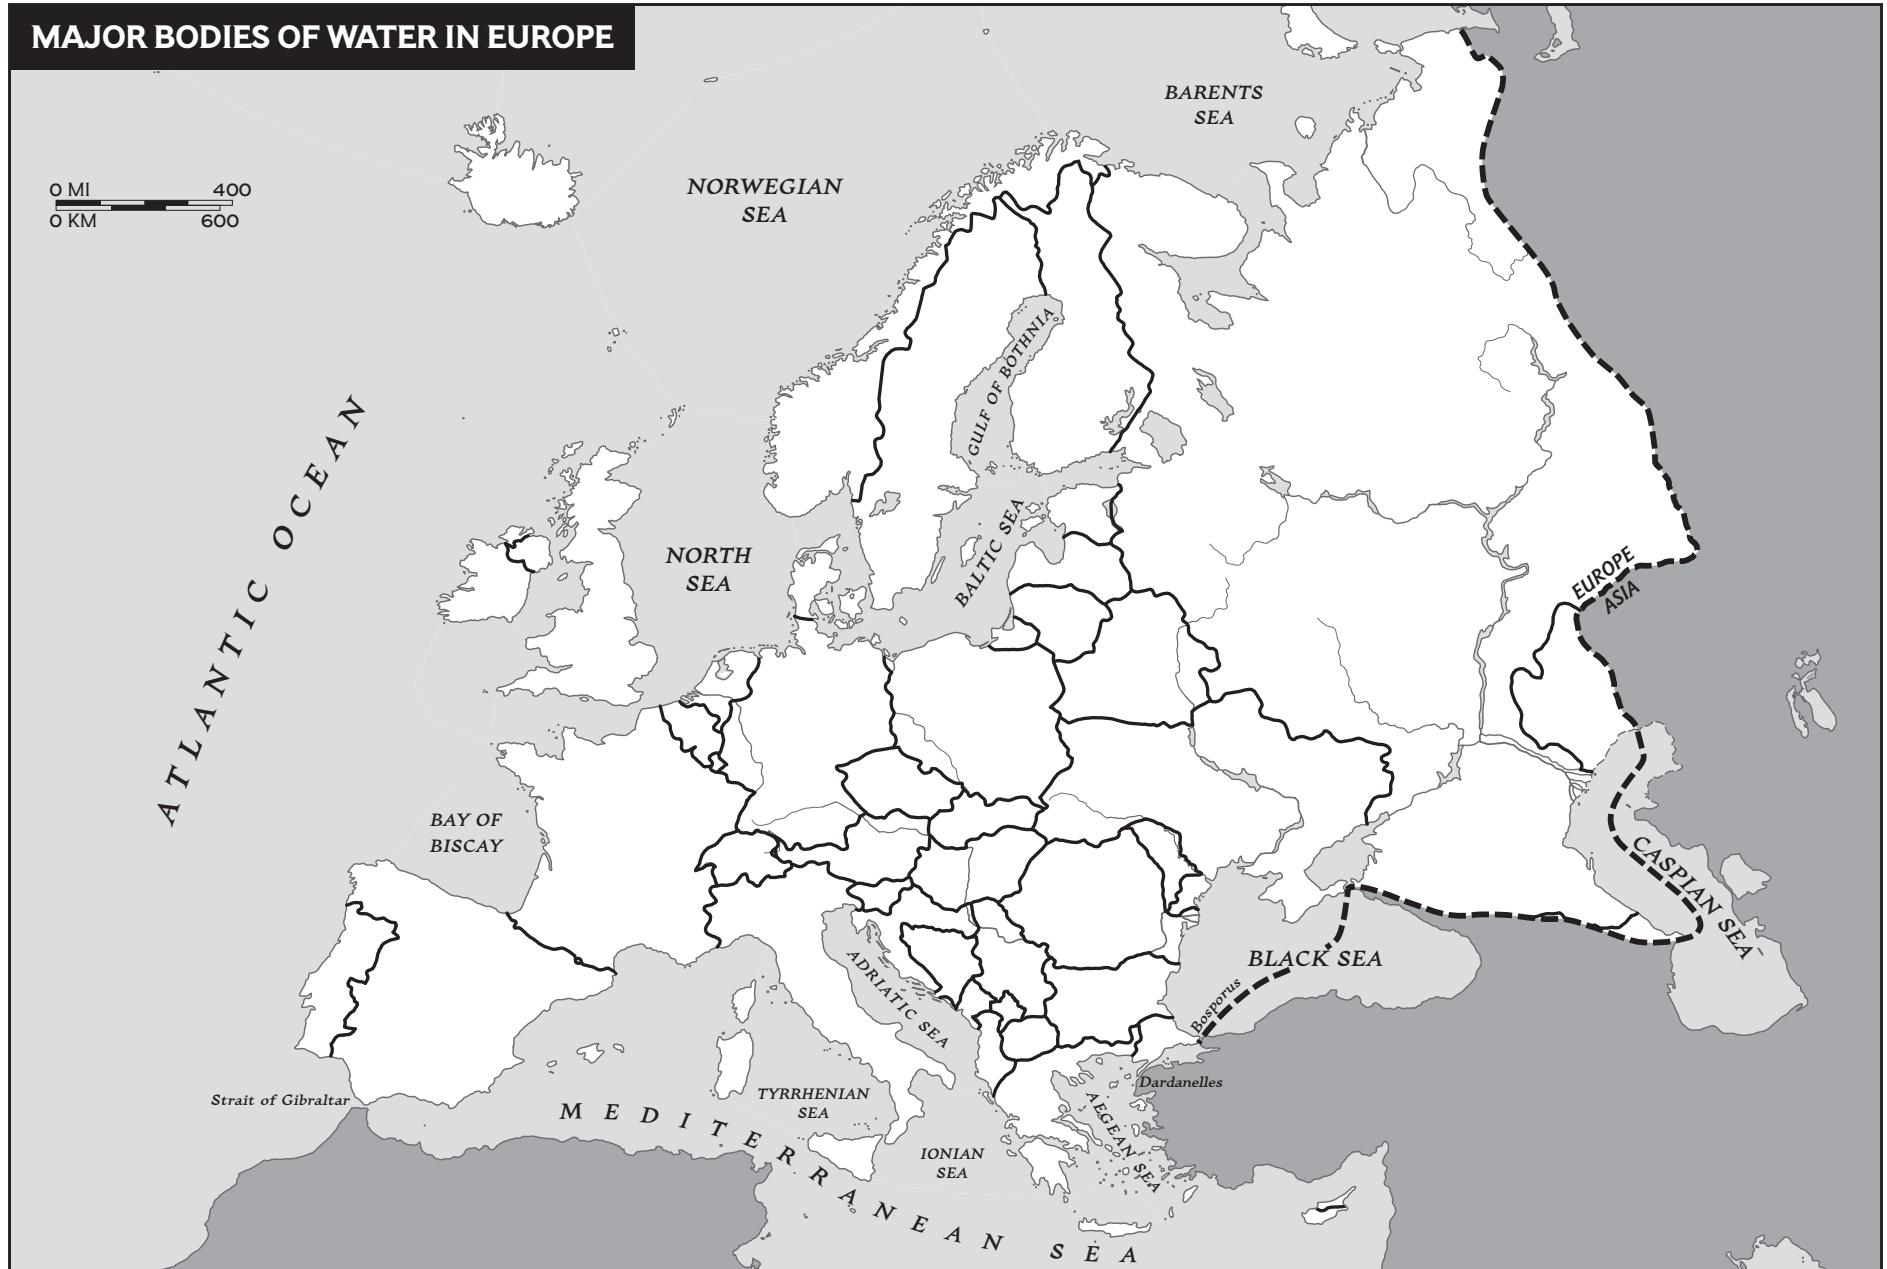 MAJOR BODIES OF WATER IN EUROPE
0 MI 400
0 KM 600
BARENTS
SEA
NORWEGIAN
SEA
GULF OF BOTHNIA
ATLANTIC OCEAN
NORTH
SEA
BALTIC SEA
EUROPE
ASIA
BAY OF
BISCAY
CASPIAN SEA
BLACK SEA
ADRIATIC SEA
Bosporus
Dardanelles
Strait of Gibraltar
TYRRHENIAN
SEA
AEGEAN SEA
IONIAN
SEA
MEDITERRANEAN SEA